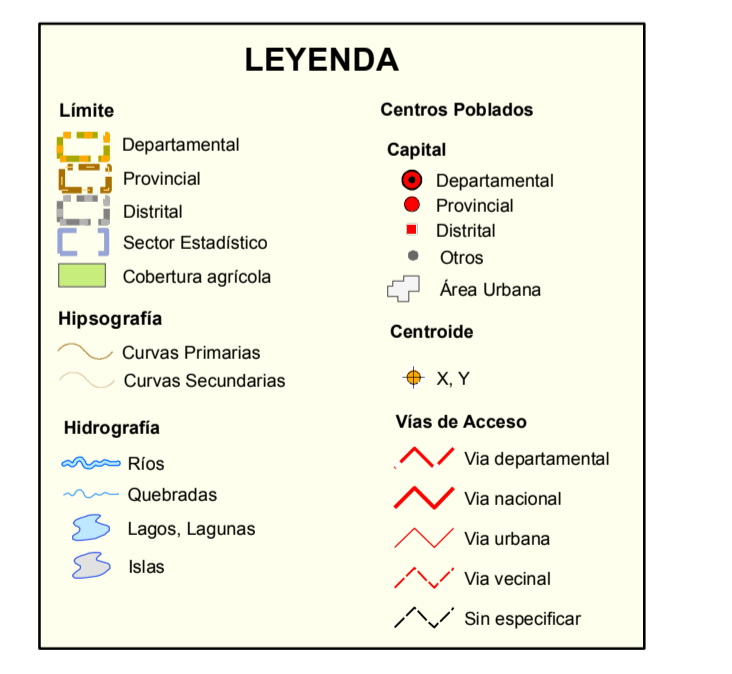 LEYENDA
Límite
Departamental
Provincial
Distrital
Sector Estadístico
Cobertura agrícola
Hipsografía
Curvas Primarias
Curvas Secundarias
Hidrografía
Ríos
Quebradas
Lagos, Lagunas
Islas
Centros Poblados
Capital
Departamental
Provincial
Distrital
Otros
Área Urbana
Centroide
X, Y
Vías de Acceso
Via departamental
Via nacional
Via urbana
Via vecinal
Sin especificar